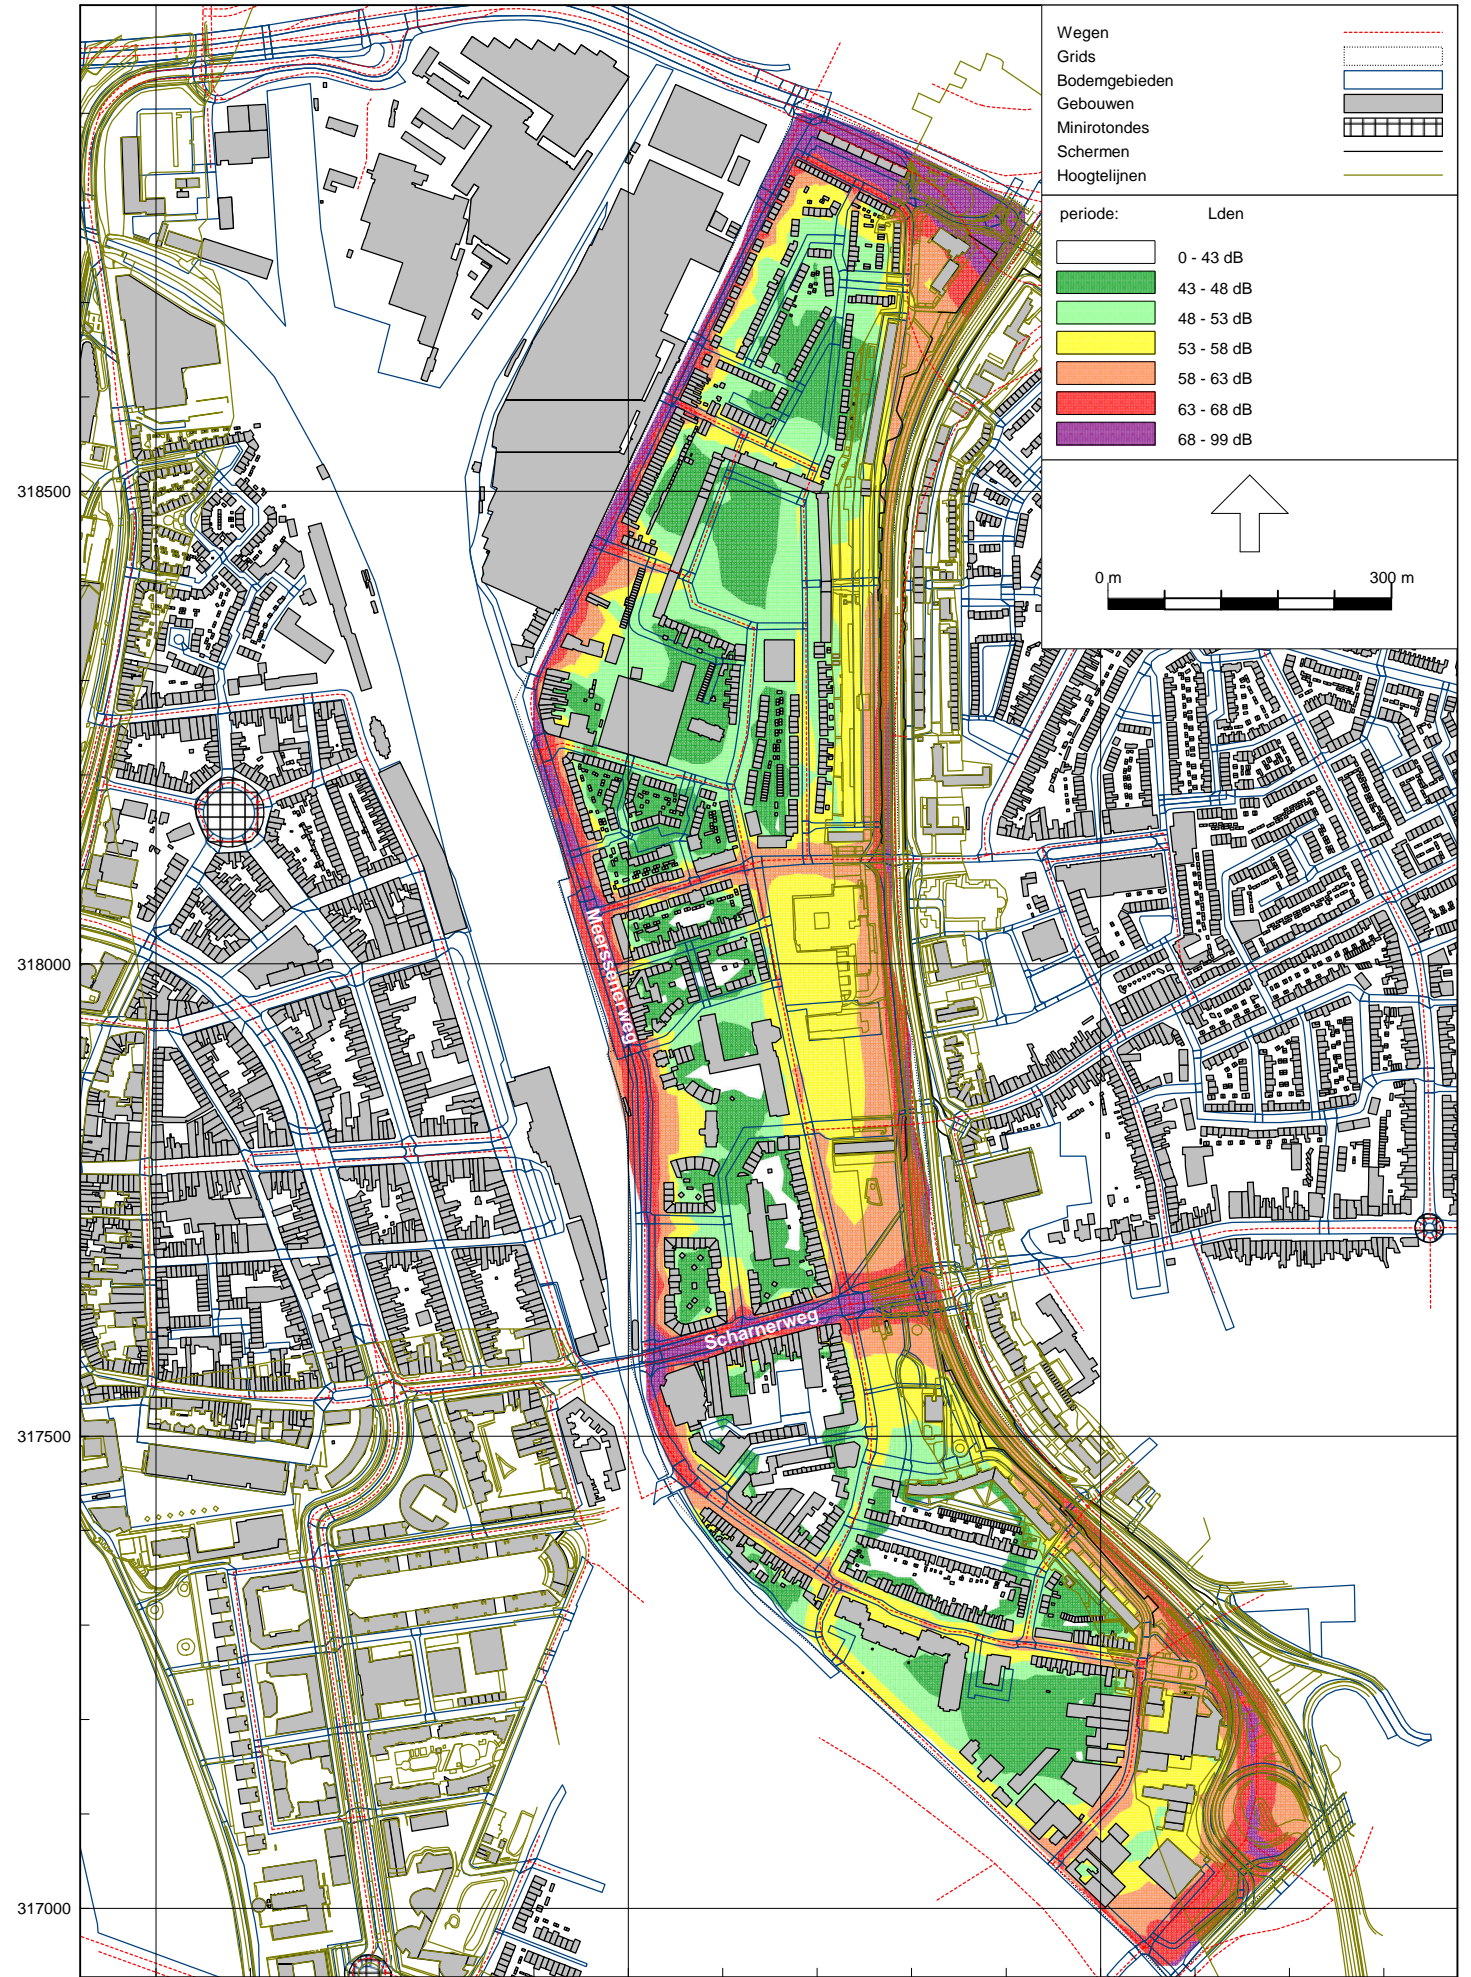 Wegen
Grids
Bodemgebieden
Gebouwen
Minirotondes
Schermen
Hoogtelijnen
periode: Lden
0 - 43 dB
43 - 48 dB
48 - 53 dB
53 - 58 dB
58 - 63 dB
63 - 68 dB
68 - 99 dB
0 m 300 m
318500
318000
317500
317000
Meerssenerweg
Scharnerweg